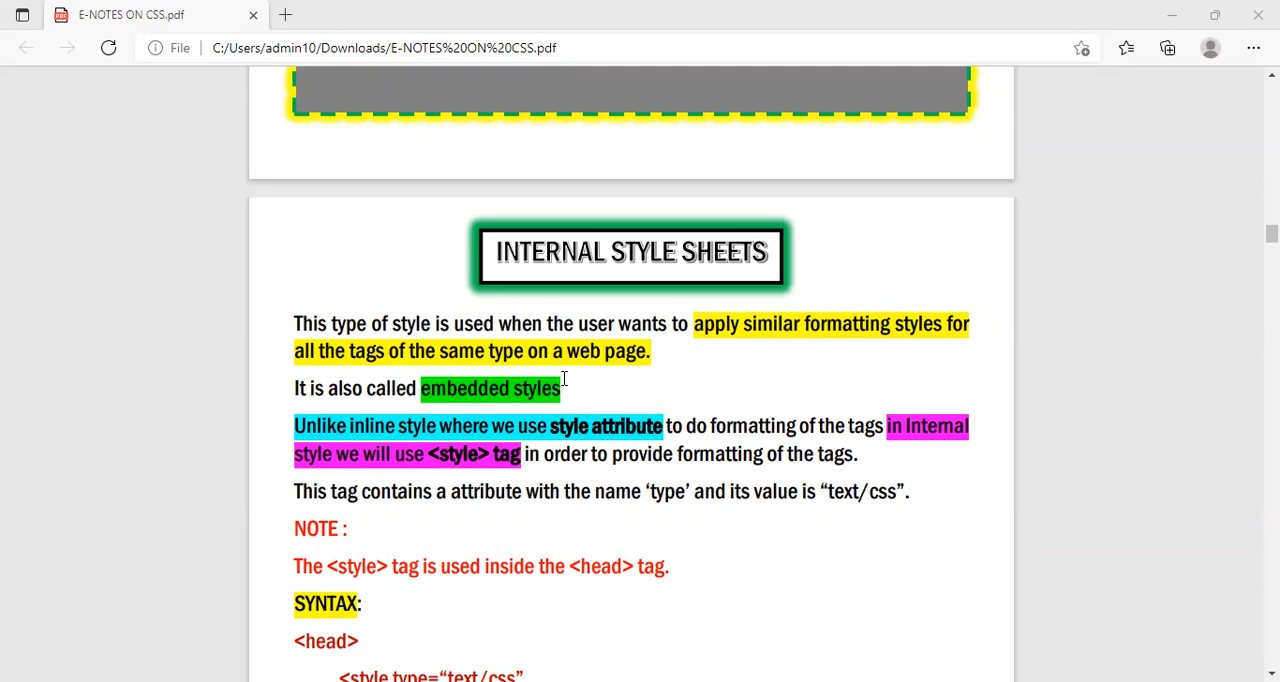 E-NOTES ON CSS.pdf
File C:/Users/admin10/Downloads/E-NOTES%20ON%20CSS.pdf
INTERNAL STYLE SHEETS
This type of style is used when the user wants to apply similar formatting styles for
all the tags of the same type on a web page.
It is also called embedded styles
Unlike inline style where we use style attribute to do formatting of the tags in Internal
style we will use <style> tag in order to provide formatting of the tags.
This tag contains a attribute with the name ‘type’ and its value is “text/css”.
NOTE :
The <style> tag is used inside the <head> tag.
SYNTAX:
<head>
<style type=“text/css”